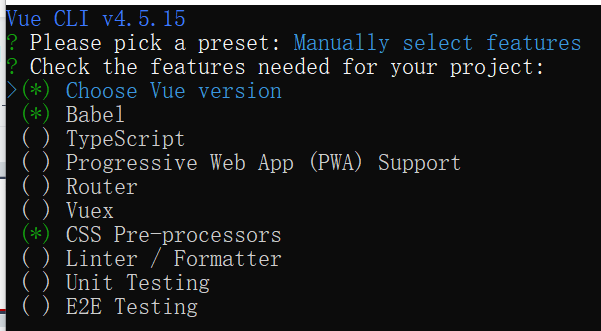 Vue CLI v4.5.15
? Please pick a preset: Manually select features
? Check the features needed for your project:
>(*) Choose Vue version
(*) Babel
( ) TypeScript
( ) Progressive Web App (PWA) Support
( ) Router
( ) Vuex
(*) CSS Pre-processors
( ) Linter / Formatter
( ) Unit Testing
( ) E2E Testing